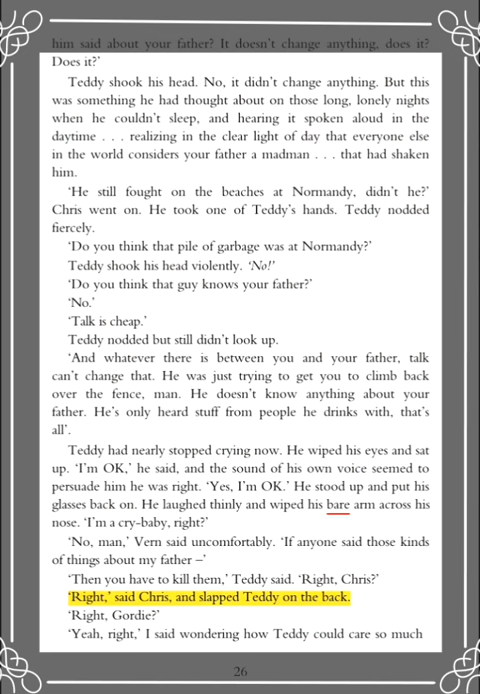 him said about your father? It doesn't change anything, does it?
Does it?'
Teddy shook his head. No, it didn't change anything. But this
was something he had thought about on those long, lonely nights
when he couldn't sleep, and hearing it spoken aloud in the
daytime . . . realizing in the clear light of day that everyone else
in the world considers your father a madman . . . that had shaken
him.
'He still fought on the beaches at Normandy, didn't he?'
Chris went on. He took one of Teddy's hands. Teddy nodded
fiercely.
'Do you think that pile of garbage was at Normandy?'
Teddy shook his head violently. 'No!'
'Do you think that guy knows your father?'
'No.'
'Talk is cheap.'
Teddy nodded but still didn't look up.
'And whatever there is between you and your father, talk
can't change that. He was just trying to get you to climb back
over the fence, man. He doesn't know anything about your
father. He's only heard stuff from people he drinks with, that's
all'.
Teddy had nearly stopped crying now. He wiped his eyes and sat
up. 'I'm OK,' he said, and the sound of his own voice seemed to
persuade him he was right. 'Yes, I'm OK.' He stood up and put his
glasses back on. He laughed thinly and wiped his bare arm across his
nose. 'I'm a cry-baby, right?'
'No, man,' Vern said uncomfortably. 'If anyone said those kinds
of things about my father –'
'Then you have to kill them,' Teddy said. 'Right, Chris?'
'Right,' said Chris, and slapped Teddy on the back.
'Right, Gordie?'
'Yeah, right,' I said wondering how Teddy could care so much
26